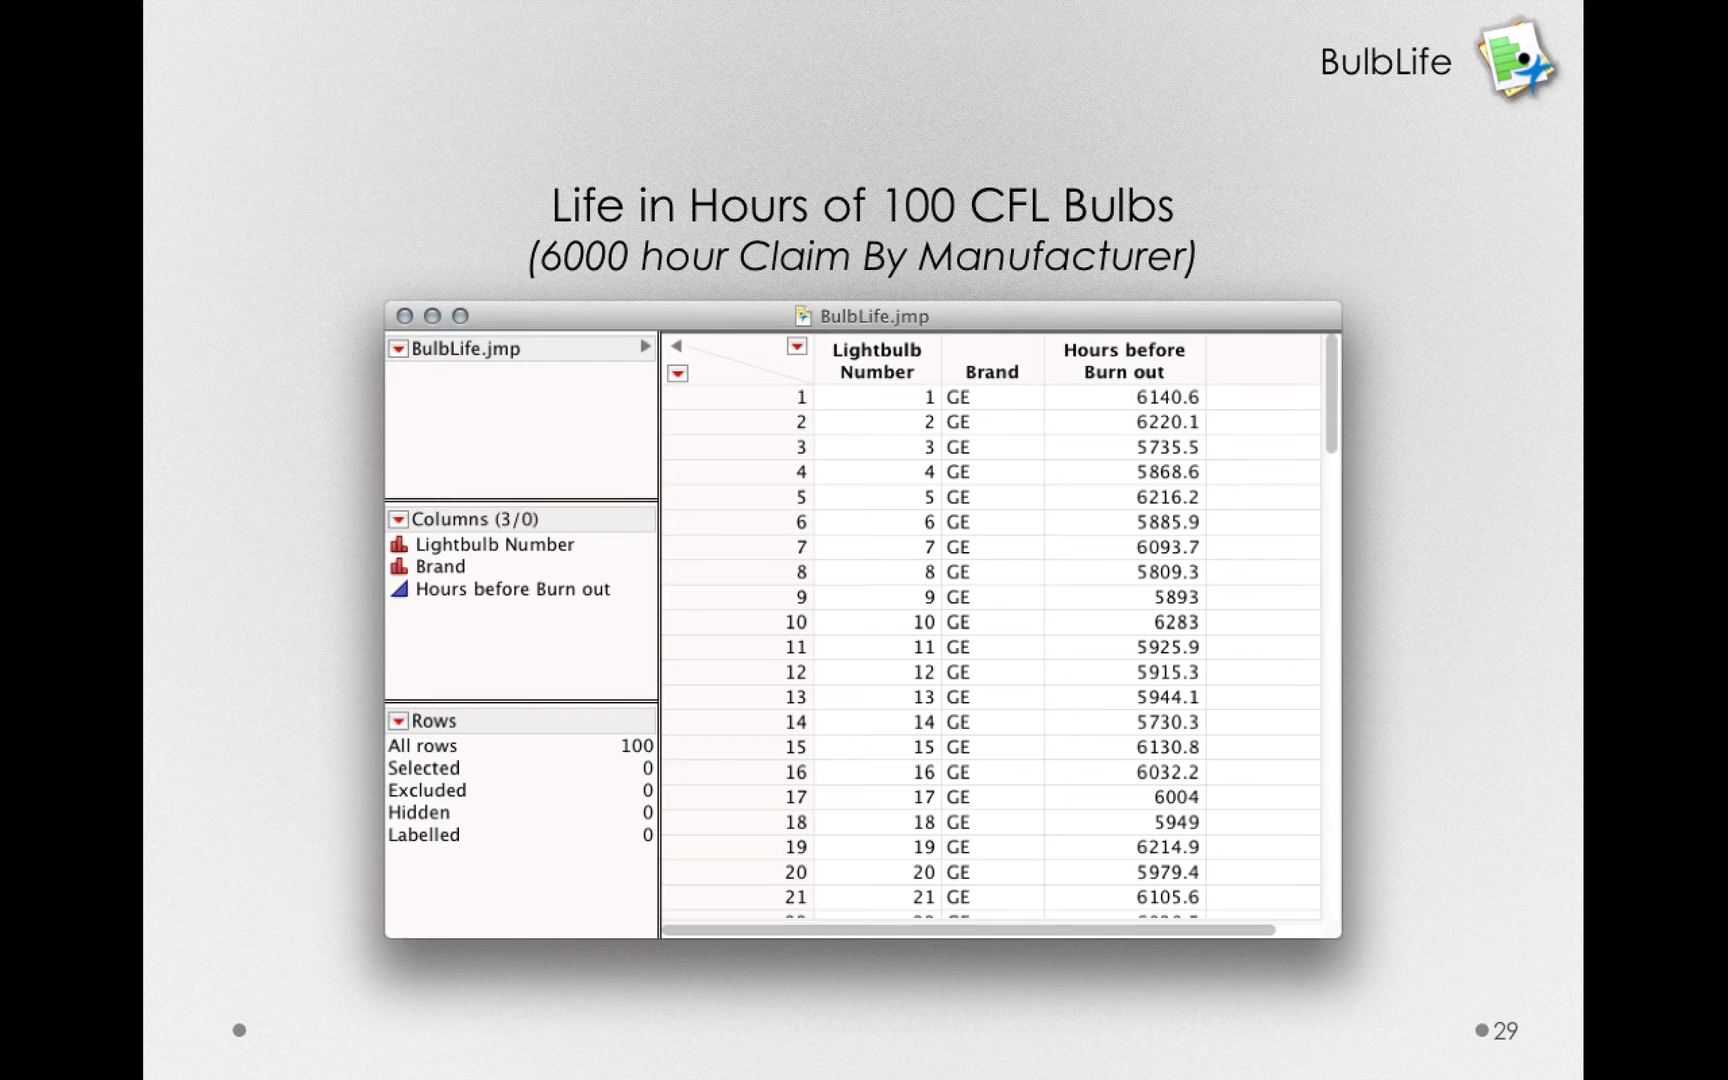 BulbLife
Life in Hours of 100 CFL Bulbs
(6000 hour Claim By Manufacturer)
BulbLife.jmp
BulbLife.jmp
Columns (3/0)
Lightbulb Number
Brand
Hours before Burn out
Rows
All rows 100
Selected 0
Excluded 0
Hidden 0
Labelled 0
Lightbulb Number Brand Hours before Burn out
1 1 GE 6140.6
2 2 GE 6220.1
3 3 GE 5735.5
4 4 GE 5868.6
5 5 GE 6216.2
6 6 GE 5885.9
7 7 GE 6093.7
8 8 GE 5809.3
9 9 GE 5893
10 10 GE 6283
11 11 GE 5925.9
12 12 GE 5915.3
13 13 GE 5944.1
14 14 GE 5730.3
15 15 GE 6130.8
16 16 GE 6032.2
17 17 GE 6004
18 18 GE 5949
19 19 GE 6214.9
20 20 GE 5979.4
21 21 GE 6105.6
29